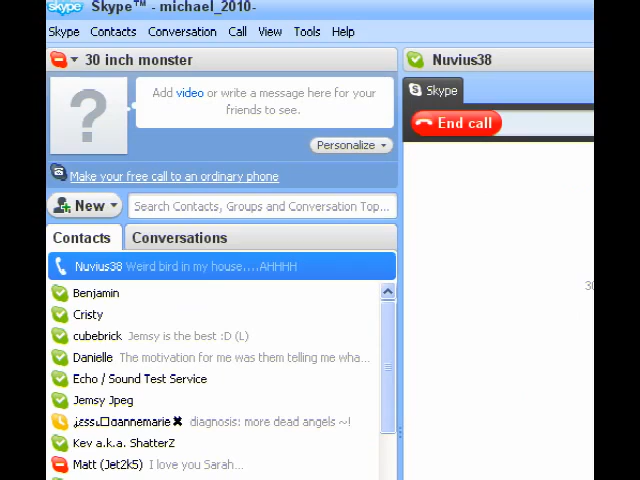 skype Skype™ - michael_2010-
Skype Contacts Conversation Call View Tools Help
30 inch monster
Nuvius38
?
Add video or write a message here for your
friends to see.
Skype
End call
Personalize
Make your free call to an ordinary phone
New Search Contacts, Groups and Conversation Top...
Contacts Conversations
Nuvius38 Weird bird in my house....AHHHH
Benjamin
30
Cristy
cubebrick Jemsy is the best :D (L)
Danielle The motivation for me was them telling me wha...
Echo / Sound Test Service
Jemsy Jpeg
diagnosis: more dead angels ~!
Kev a.k.a. ShatterZ
Matt (Jet2k5) I love you Sarah...